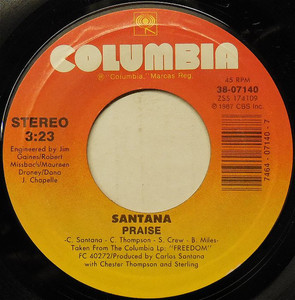 COLUMBIA
® "Columbia," Marcas Reg.
45 RPM
38-07140
ZSS 174109
℗ 1987 CBS Inc.
STEREO
3:23
Engineered by Jim
Gaines/Robert
Missbach/Maureen
Droney/Dana
J. Chapelle
7464-07140-7
SANTANA
PRAISE
-C. Santana - C. Thompson - S. Crew - B. Miles-
Taken From the Columbia Lp: "FREEDOM"
FC 40272/Produced by Carlos Santana
with Chester Thompson and Sterling